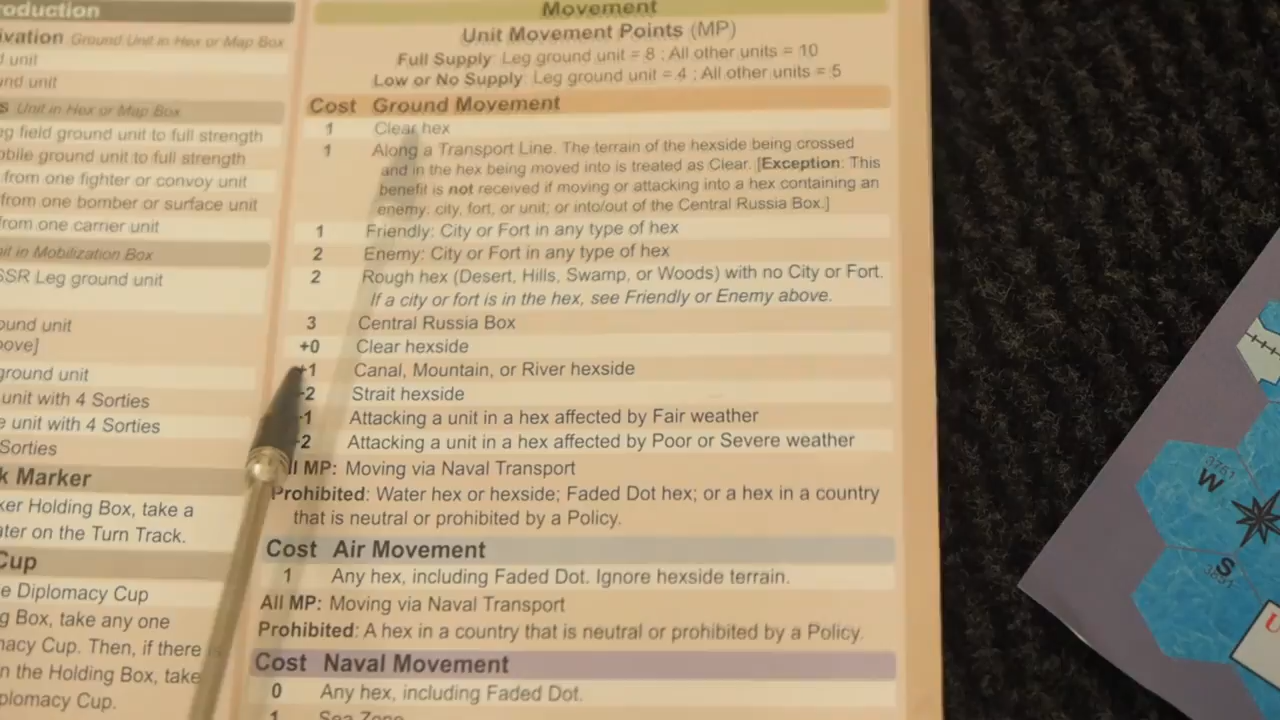 roduction
ivation Ground Unit in Hex or Map Box
d unit
und unit
s Unit in Hex or Map Box
eg field ground unit to full strength
obile ground unit to full strength
from one fighter or convoy unit
from one bomber or surface unit
from one carrier unit
nit in Mobilization Box
SSR Leg ground unit
ound unit
ove]
ground unit
unit with 4 Sorties
e unit with 4 Sorties
Sorties
k Marker
ker Holding Box, take a
ater on the Turn Track.
Cup
e Diplomacy Cup
g Box, take any one
macy Cup. Then, if there
n the Holding Box, take
plomacy Cup.
Movement
Unit Movement Points (MP)
Full Supply: Leg ground unit = 8 ; All other units = 10
Low or No Supply: Leg ground unit = 4 ; All other units = 5
Cost Ground Movement
1 Clear hex
1 Along a Transport Line. The terrain of the hexside being crossed
and in the hex being moved into is treated as Clear. [Exception: This
benefit is not received if moving or attacking into a hex containing an
enemy: city, fort, or unit; or into/out of the Central Russia Box.]
1 Friendly: City or Fort in any type of hex
2 Enemy: City or Fort in any type of hex
2 Rough hex (Desert, Hills, Swamp, or Woods) with no City or Fort.
If a city or fort is in the hex, see Friendly or Enemy above.
3 Central Russia Box
+0 Clear hexside
+1 Canal, Mountain, or River hexside
+2 Strait hexside
+1 Attacking a unit in a hex affected by Fair weather
+2 Attacking a unit in a hex affected by Poor or Severe weather
All MP: Moving via Naval Transport
Prohibited: Water hex or hexside; Faded Dot hex; or a hex in a country
that is neutral or prohibited by a Policy.
Cost Air Movement
1 Any hex, including Faded Dot. Ignore hexside terrain.
All MP: Moving via Naval Transport
Prohibited: A hex in a country that is neutral or prohibited by a Policy.
Cost Naval Movement
0 Any hex, including Faded Dot.
1 Sea Zone
3751
W
S
3851
U